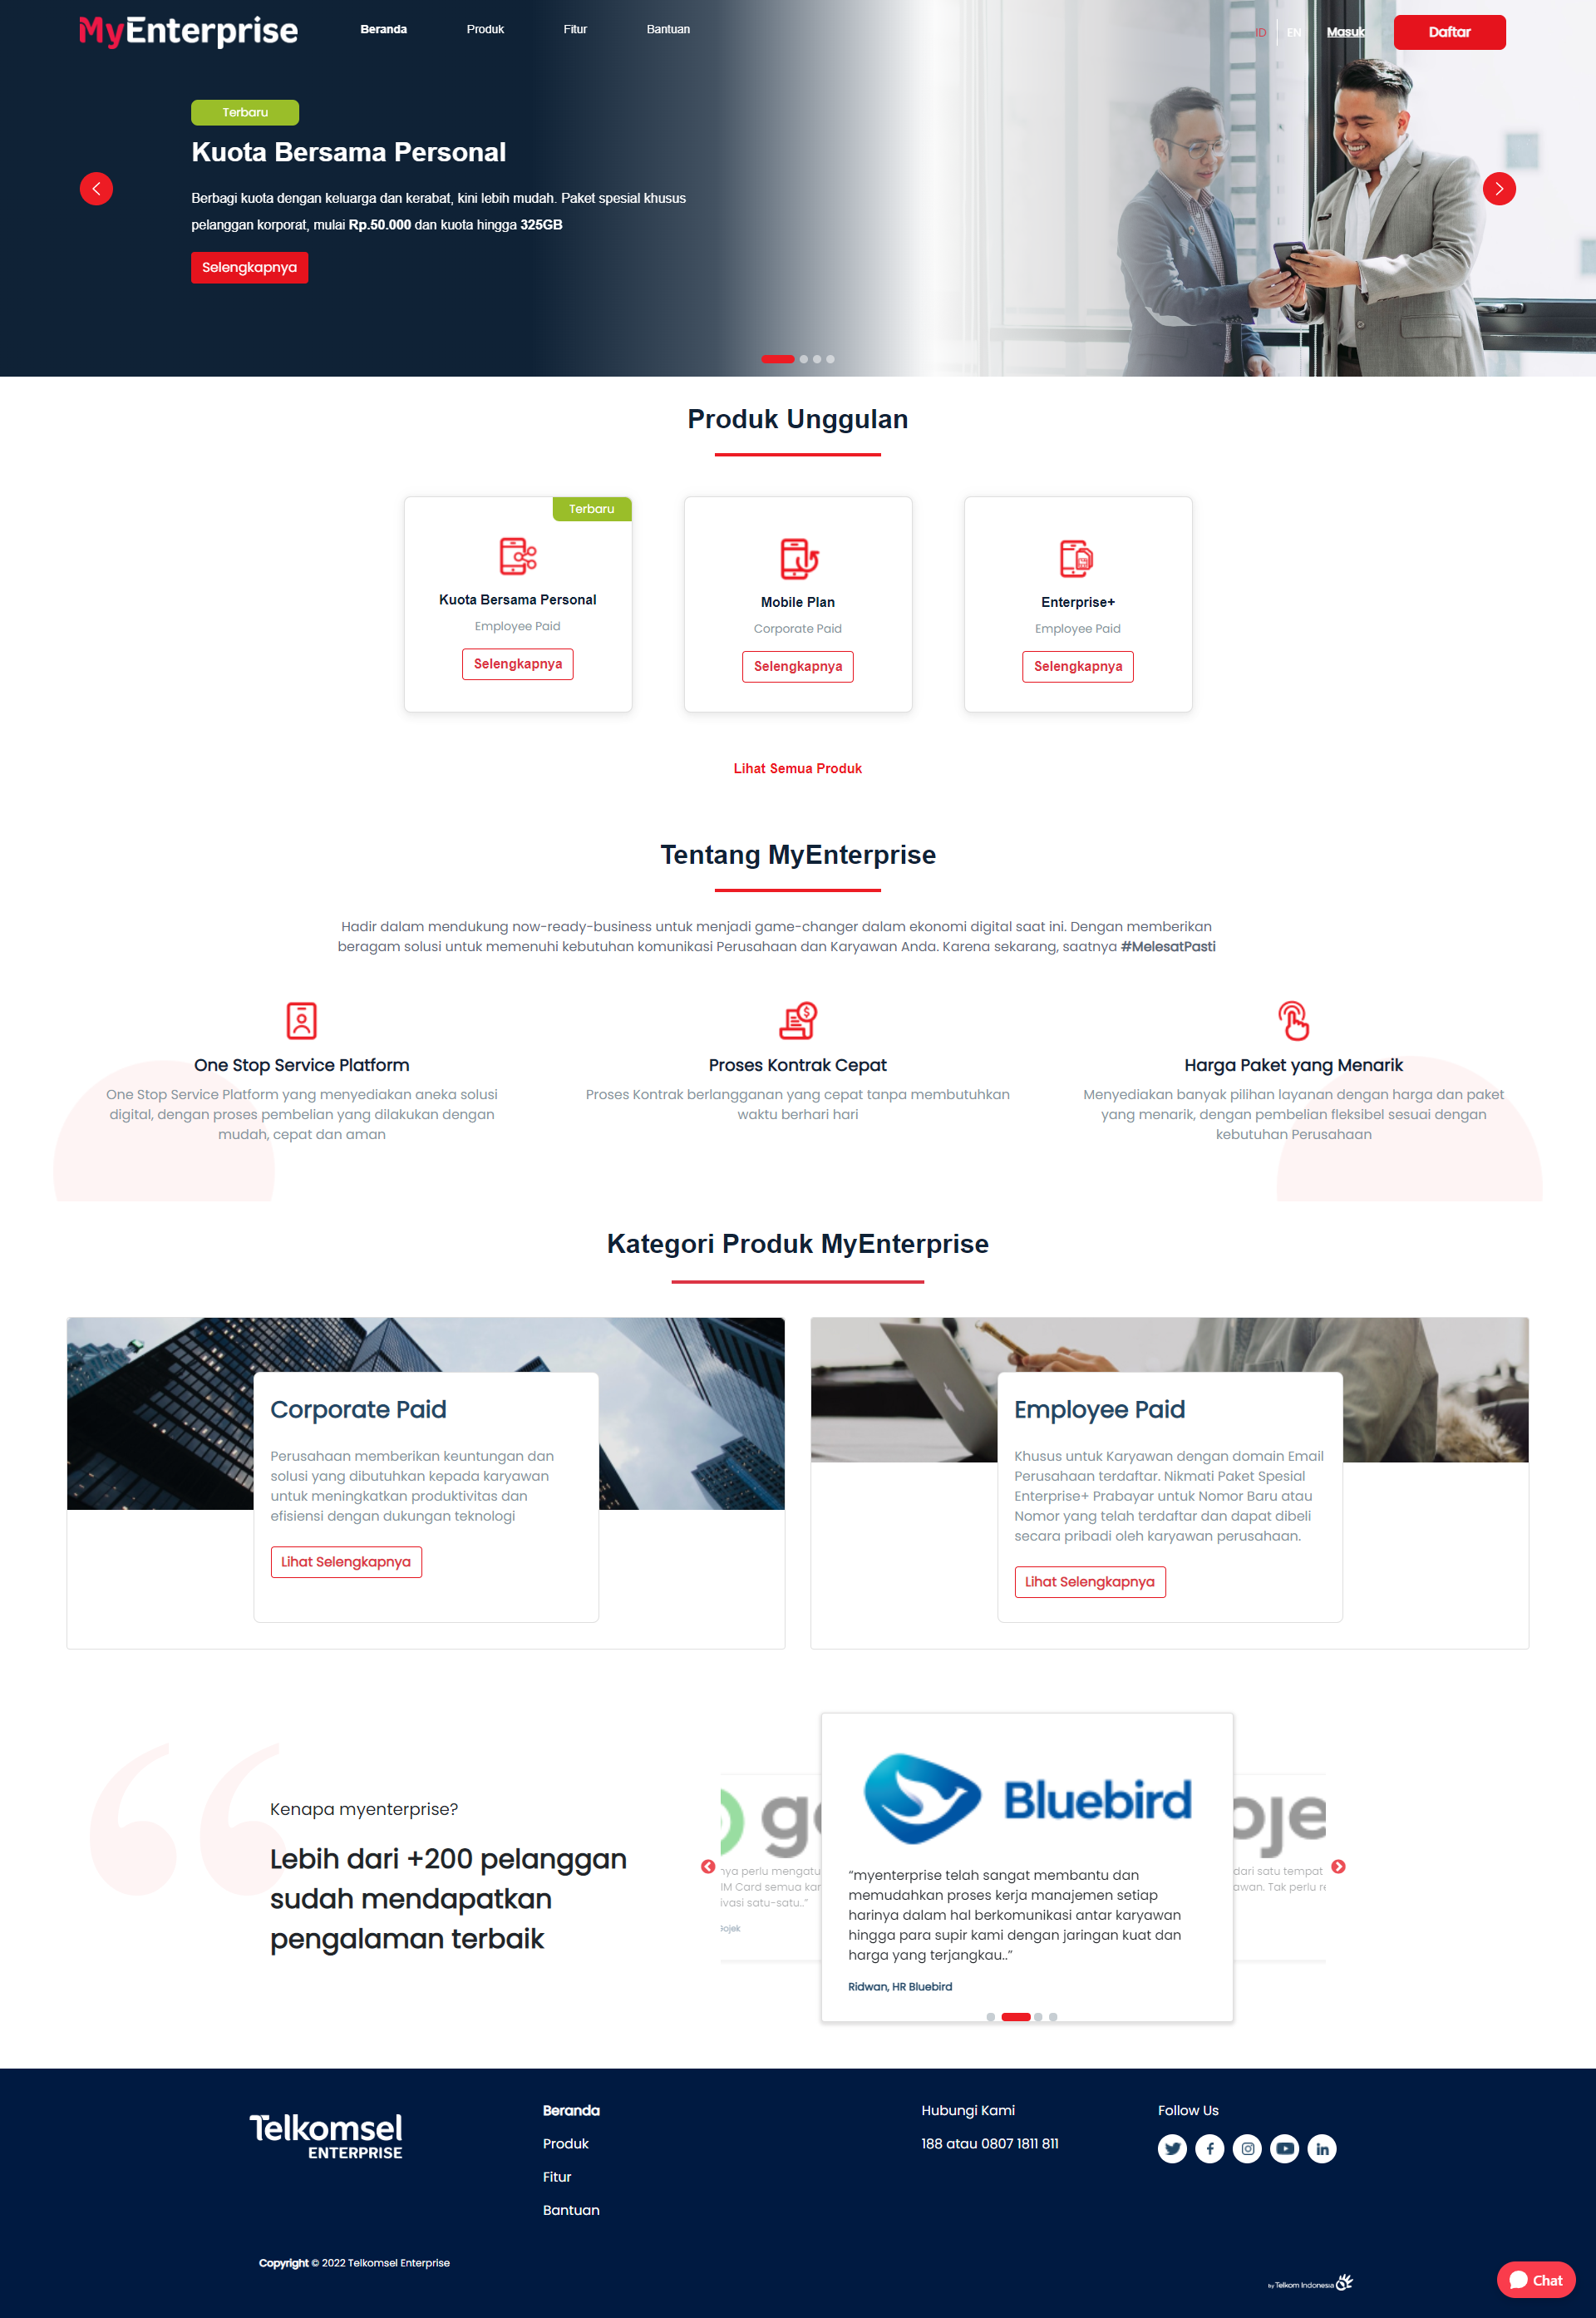 MyEnterprise
Beranda
Produk
Fitur
Bantuan
ID
EN
Masuk
Daftar
Terbaru
Kuota Bersama Personal
Berbagi kuota dengan keluarga dan kerabat, kini lebih mudah. Paket spesial khusus
pelanggan korporat, mulai Rp.50.000 dan kuota hingga 325GB
Selengkapnya
Produk Unggulan
Terbaru
Kuota Bersama Personal
Employee Paid
Selengkapnya
Mobile Plan
Corporate Paid
Selengkapnya
Enterprise+
Employee Paid
Selengkapnya
Lihat Semua Produk
Tentang MyEnterprise
Hadir dalam mendukung now-ready-business untuk menjadi game-changer dalam ekonomi digital saat ini. Dengan memberikan
beragam solusi untuk memenuhi kebutuhan komunikasi Perusahaan dan Karyawan Anda. Karena sekarang, saatnya #MelesatPasti
One Stop Service Platform
One Stop Service Platform yang menyediakan aneka solusi
digital, dengan proses pembelian yang dilakukan dengan
mudah, cepat dan aman
Proses Kontrak Cepat
Proses Kontrak berlangganan yang cepat tanpa membutuhkan
waktu berhari hari
Harga Paket yang Menarik
Menyediakan banyak pilihan layanan dengan harga dan paket
yang menarik, dengan pembelian fleksibel sesuai dengan
kebutuhan Perusahaan
Kategori Produk MyEnterprise
Corporate Paid
Perusahaan memberikan keuntungan dan
solusi yang dibutuhkan kepada karyawan
untuk meningkatkan produktivitas dan
efisiensi dengan dukungan teknologi
Lihat Selengkapnya
Employee Paid
Khusus untuk Karyawan dengan domain Email
Perusahaan terdaftar. Nikmati Paket Spesial
Enterprise+ Prabayar untuk Nomor Baru atau
Nomor yang telah terdaftar dan dapat dibeli
secara pribadi oleh karyawan perusahaan.
Lihat Selengkapnya
Kenapa myenterprise?
Lebih dari +200 pelanggan
sudah mendapatkan
pengalaman terbaik
perlu
IM Card semua
satu-satu.."
Gojek
Bluebird
“myenterprise telah sangat membantu dan
memudahkan proses kerja manajemen setiap
harinya dalam hal berkomunikasi antar karyawan
hingga para supir kami dengan jaringan kuat dan
harga yang terjangkau..”
Ridwan, HR Bluebird
dari satu tempat
Tak perlu
Telkomsel
ENTERPRISE
Beranda
Produk
Fitur
Bantuan
Hubungi Kami
188 atau 0807 1811 811
Follow Us
Copyright © 2022 Telkomsel Enterprise
by Telkom Indonesia
Chat